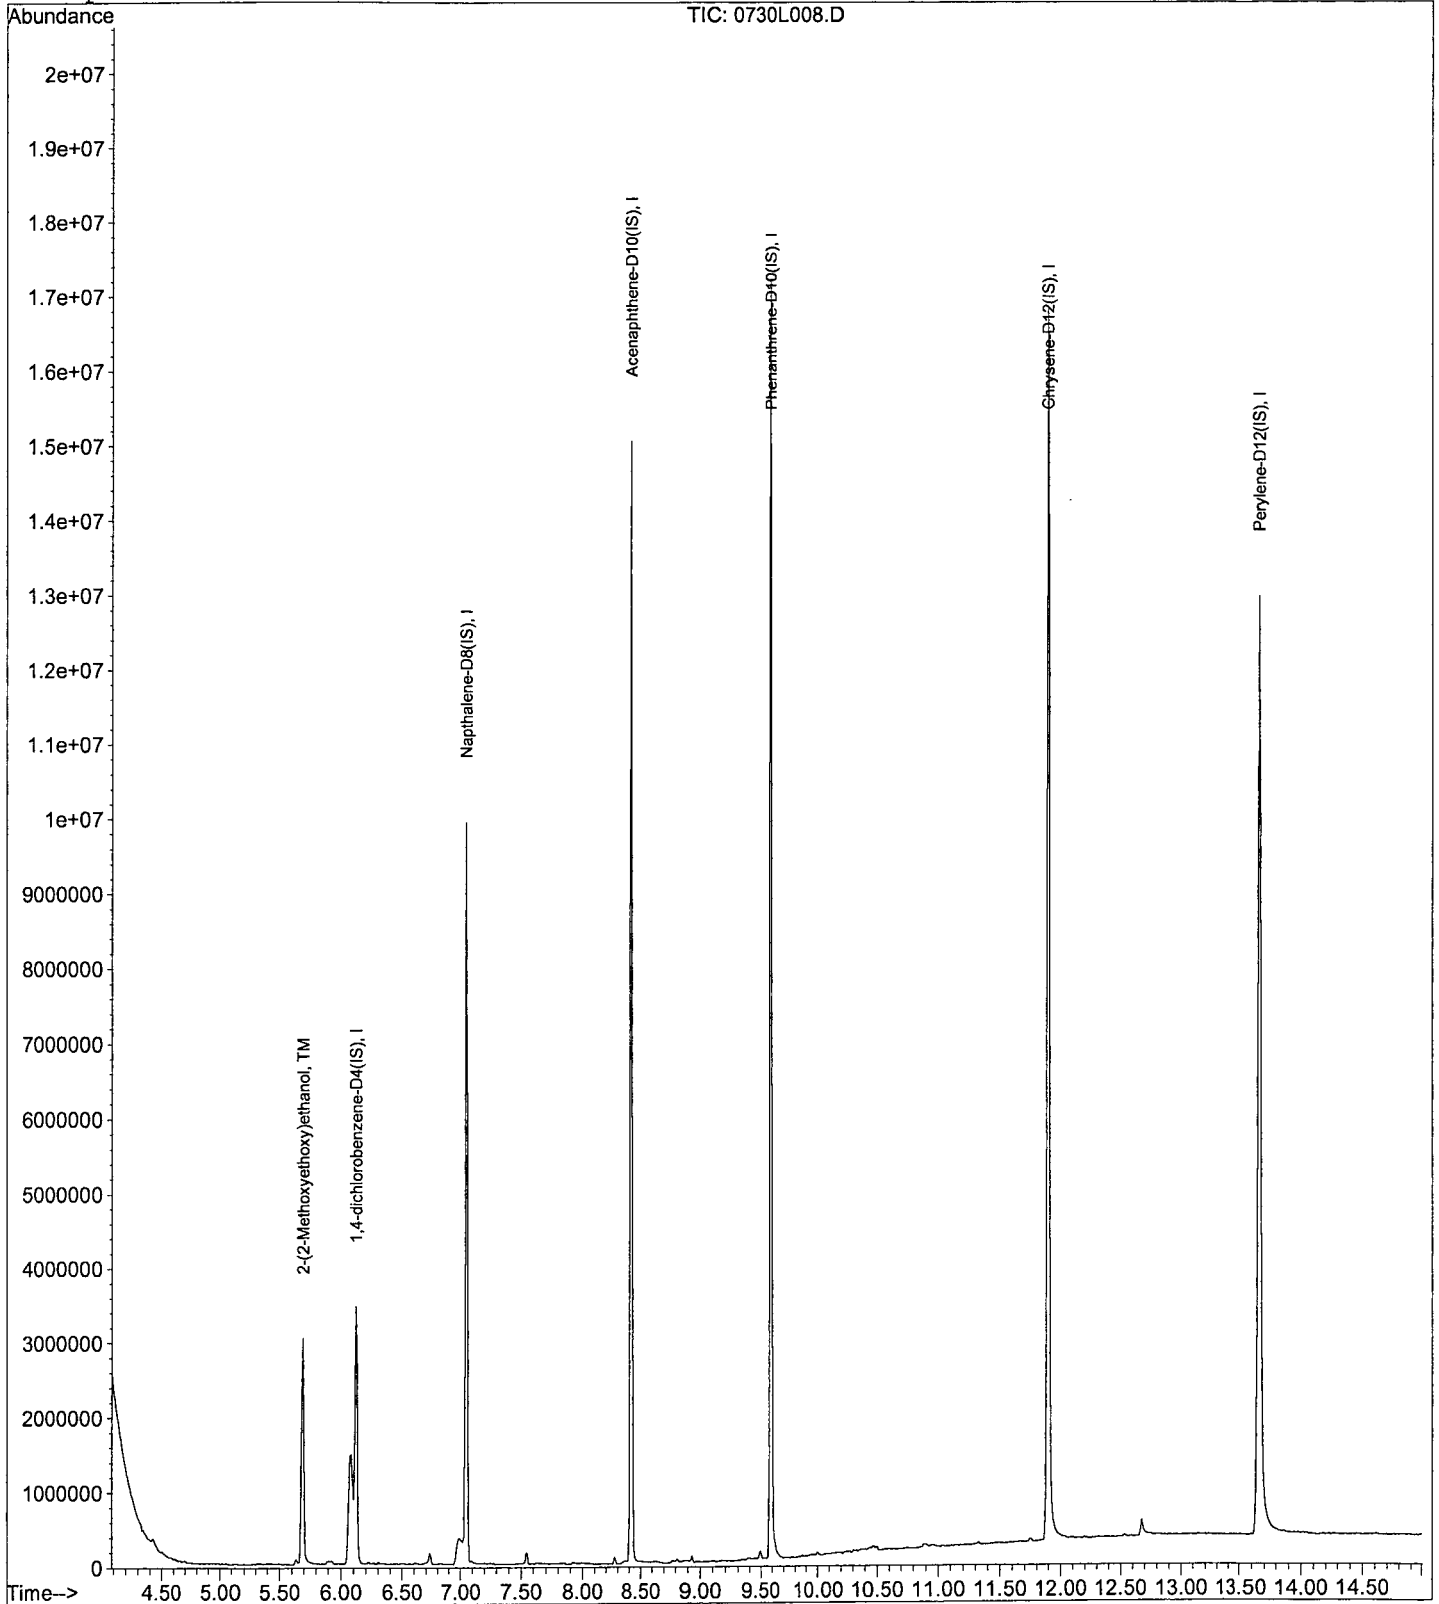 Abundance
TIC: 0730L008.D
2e+07
1.9e+07
1.8e+07
1.7e+07
1.6e+07
1.5e+07
1.4e+07
1.3e+07
1.2e+07
1.1e+07
1e+07
9000000
8000000
7000000
6000000
5000000
4000000
3000000
2000000
1000000
0
2-(2-Methoxyethoxy)ethanol, TM
1,4-dichlorobenzene-D4(IS), I
Napthalene-D8(IS), I
Acenaphthene-D10(IS), I
Phenanthrene-D10(IS), I
Chrysene-D12(IS), I
Perylene-D12(IS), I
Time--> 4.50 5.00 5.50 6.00 6.50 7.00 7.50 8.00 8.50 9.00 9.50 10.00 10.50 11.00 11.50 12.00 12.50 13.00 13.50 14.00 14.50